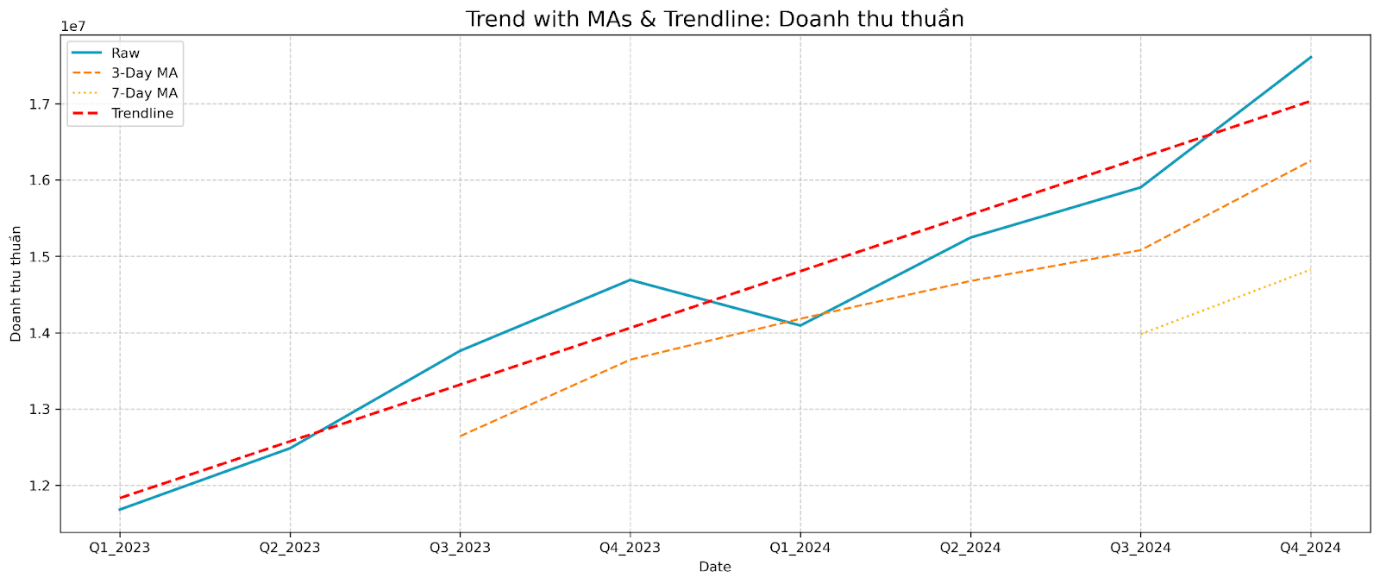 Trend with MAs & Trendline: Doanh thu thuần
1e7
Raw
3-Day MA
7-Day MA
Trendline
1.7
1.6
1.5
1.4
1.3
1.2
Doanh thu thuần
Q1_2023 Q2_2023 Q3_2023 Q4_2023 Q1_2024 Q2_2024 Q3_2024 Q4_2024
Date